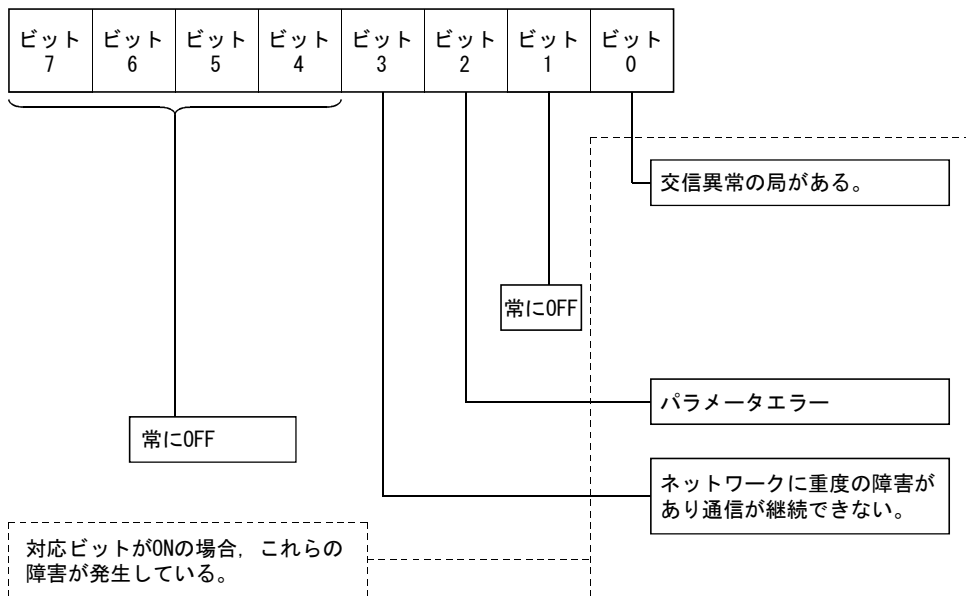 ビット ビット ビット ビット ビット ビット ビット ビット
7 6 5 4 3 2 1 0
交信異常の局がある。
常にOFF
パラメータエラー
常にOFF
ネットワークに重度の障害が
あり通信が継続できない。
対応ビットがONの場合，これらの
障害が発生している。